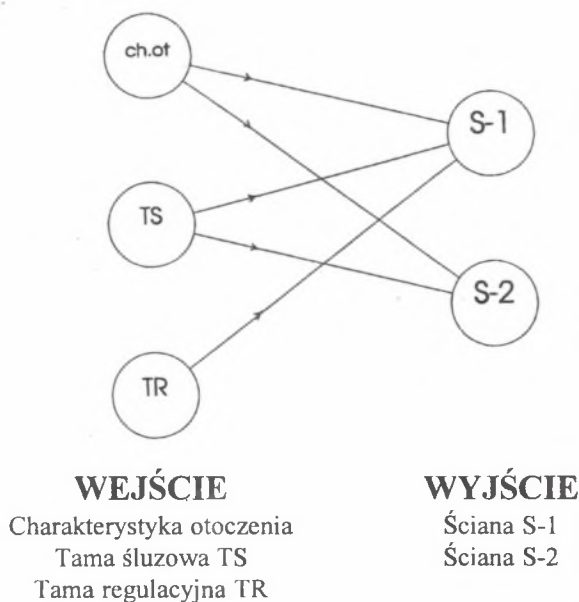 ch.ot
S-1
TS
S-2
TR
WEJŚCIE
Charakterystyka otoczenia
Tama śluzowa TS
Tama regulacyjna TR
WYJŚCIE
Ściana S-1
Ściana S-2